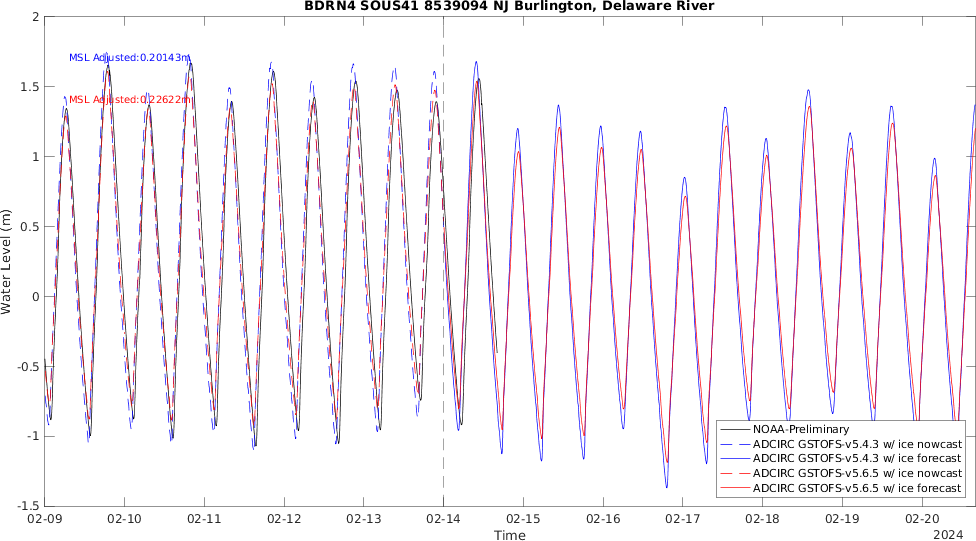 BDRN4 SOUS41 8539094 NJ Burlington, Delaware River
2
MSL Adjusted:0.20143m
1.5
MSL Adjusted:0.22622m
1
0.5
Water Level (m)
0
-0.5
-1
NOAA-Preliminary
ADCIRC GSTOFS-v5.4.3 w/ ice nowcast
ADCIRC GSTOFS-v5.4.3 w/ ice forecast
ADCIRC GSTOFS-v5.6.5 w/ ice nowcast
ADCIRC GSTOFS-v5.6.5 w/ ice forecast
-1.5
02-09 02-10 02-11 02-12 02-13 02-14 02-15 02-16 02-17 02-18 02-19 02-20
Time
2024